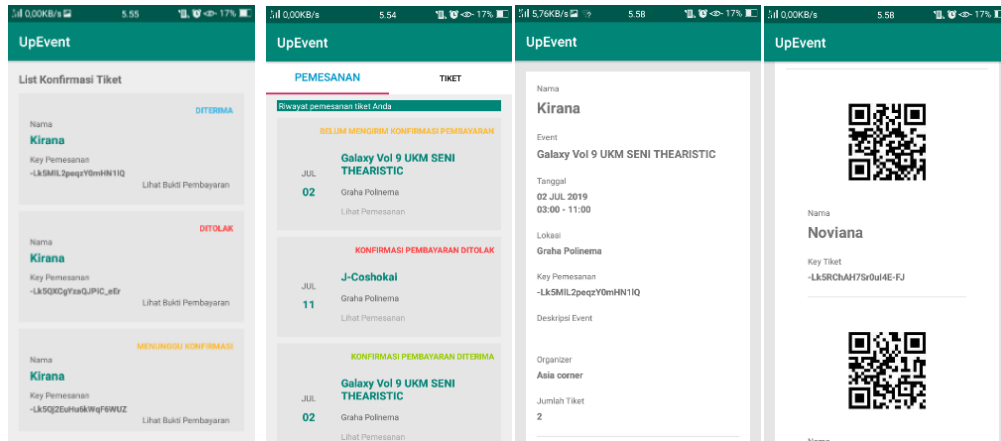 0,00KB/s 5.55 17%
UpEvent
List Konfirmasi Tiket
DITERIMA
Nama
Kirana
Key Pemesanan
-Lk5MIL2peqzY0mHN1lQ
Lihat Bukti Pembayaran
DITOLAK
Nama
Kirana
Key Pemesanan
-Lk5QXCgYzaQJPiC_eEr
Lihat Bukti Pembayaran
MENUNGGU KONFIRMASI
Nama
Kirana
Key Pemesanan
-Lk5Qj2EuHu6kWqF6WUZ
Lihat Bukti Pembayaran
0,00KB/s 5.54 17%
UpEvent
PEMESANAN TIKET
Riwayat pemesanan tiket Anda
BELUM MENGIRIM KONFIRMASI PEMBAYARAN
Galaxy Vol 9 UKM SENI
THEARISTIC
JUL
02
Graha Polinema
Lihat Pemesanan
KONFIRMASI PEMBAYARAN DITOLAK
J-Coshokai
JUL
11
Graha Polinema
Lihat Pemesanan
KONFIRMASI PEMBAYARAN DITERIMA
Galaxy Vol 9 UKM SENI
THEARISTIC
JUL
02
Graha Polinema
Lihat Pemesanan
5,76KB/s 5.58 17%
UpEvent
Nama
Kirana
Event
Galaxy Vol 9 UKM SENI THEARISTIC
Tanggal
02 JUL 2019
03:00 - 11:00
Lokasi
Graha Polinema
Key Pemesanan
-Lk5MIL2peqzY0mHN1lQ
Deskripsi Event
Organizer
Asia corner
Jumlah Tiket
2
0,00KB/s 5.58 17%
UpEvent
Nama
Noviana
Key Tiket
-Lk5RChAH7Sr0uI4E-FJ
Nama